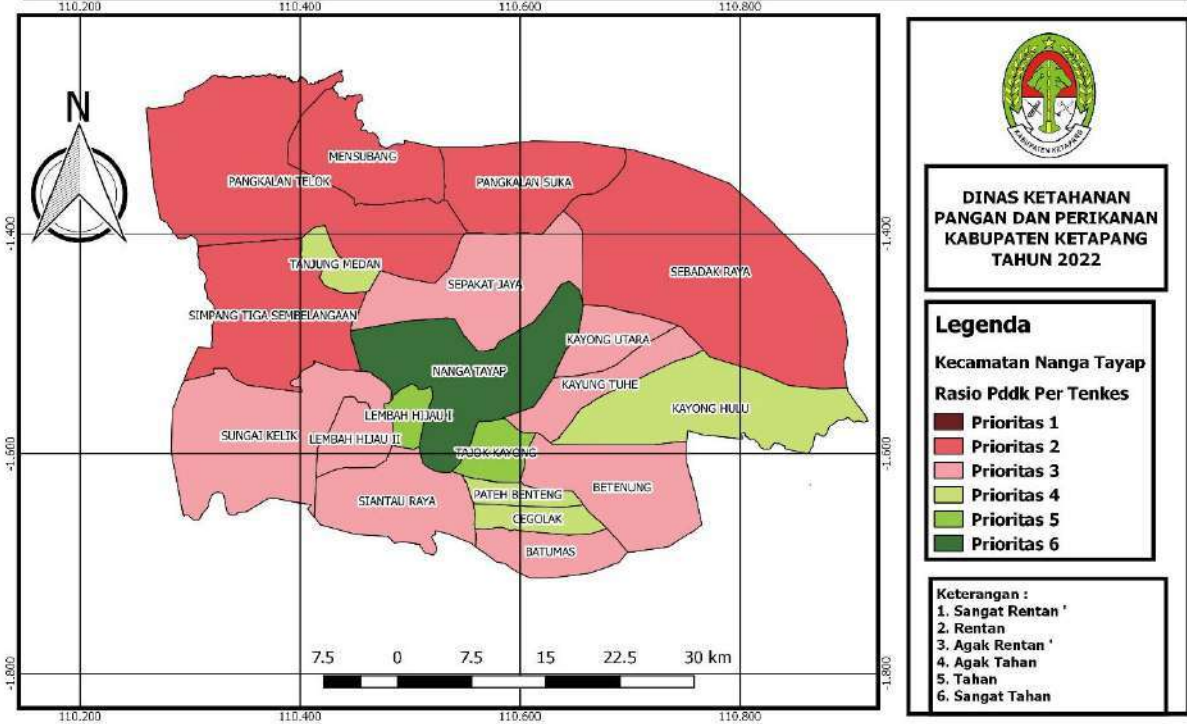 110.200 110.400 110.600 110.800
N
MENSUBANG
PANGKALAN TELOK
PANGKALAN SUKA
-1.400 -1.400
TANJUNG MEDAN
SEBADAK RAYA
SEPAKAT JAYA
SIMPANG TIGA SEMBELANGAAN
KAYONG UTARA
NANGA TAYAP
KAYUNG TUHE
KAYONG HULU
LEMBAH HIJAU I
SUNGAI KELIK
LEMBAH HIJAU II
TAJOK KAYONG
-1.600 -1.600
BETENUNG
PATEH BENTENG
SIANTAU RAYA
CEGOLAK
BATUMAS
7.5 0 7.5 15 22.5 30 km
-1.800 -1.800
110.200 110.400 110.600 110.800
KABUPATEN KETAPANG
DINAS KETAHANAN
PANGAN DAN PERIKANAN
KABUPATEN KETAPANG
TAHUN 2022
Legenda
Kecamatan Nanga Tayap
Rasio Pddk Per Tenkes
Prioritas 1
Prioritas 2
Prioritas 3
Prioritas 4
Prioritas 5
Prioritas 6
Keterangan :
1. Sangat Rentan '
2. Rentan
3. Agak Rentan '
4. Agak Tahan
5. Tahan
6. Sangat Tahan